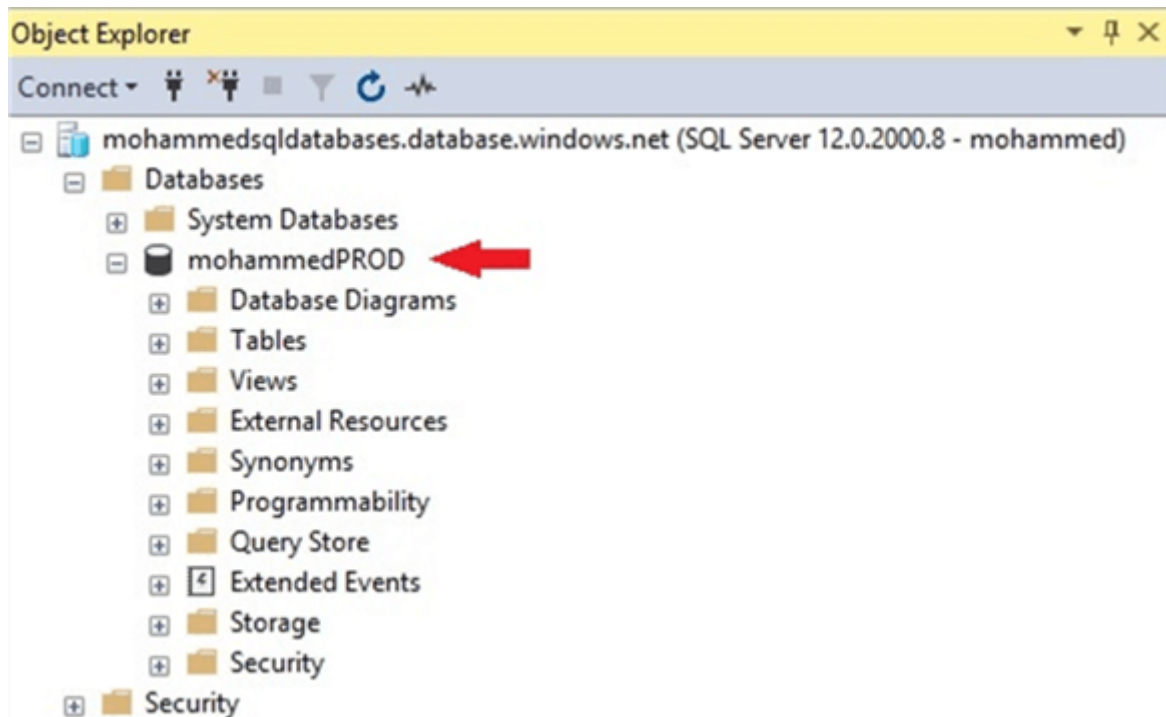 Object Explorer
Connect
mohammedsqldatabases.database.windows.net (SQL Server 12.0.2000.8 - mohammed)
Databases
System Databases
mohammedPROD
Database Diagrams
Tables
Views
External Resources
Synonyms
Programmability
Query Store
Extended Events
Storage
Security
Security